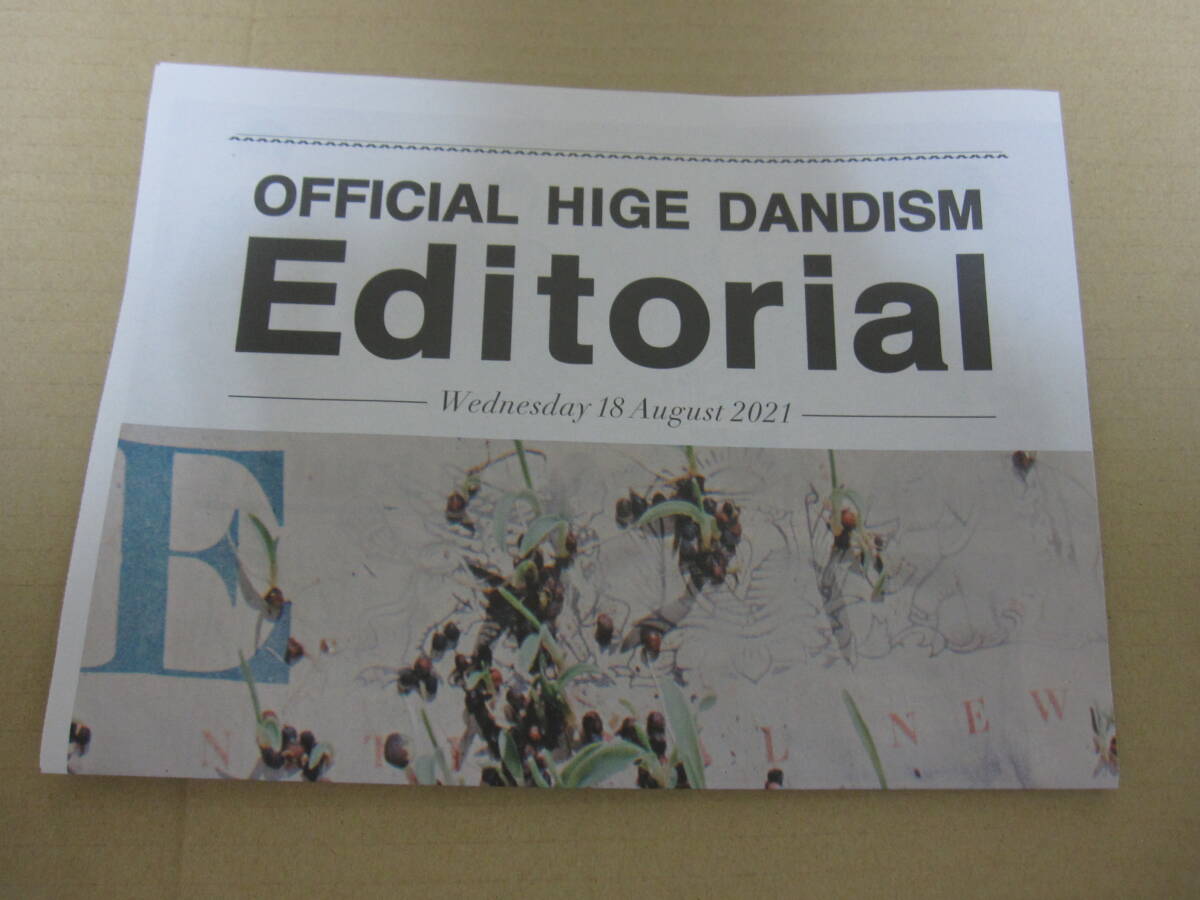 OFFICIAL HIGE DANDISM
Editorial
Wednesday 18 August 2021
E
NEW